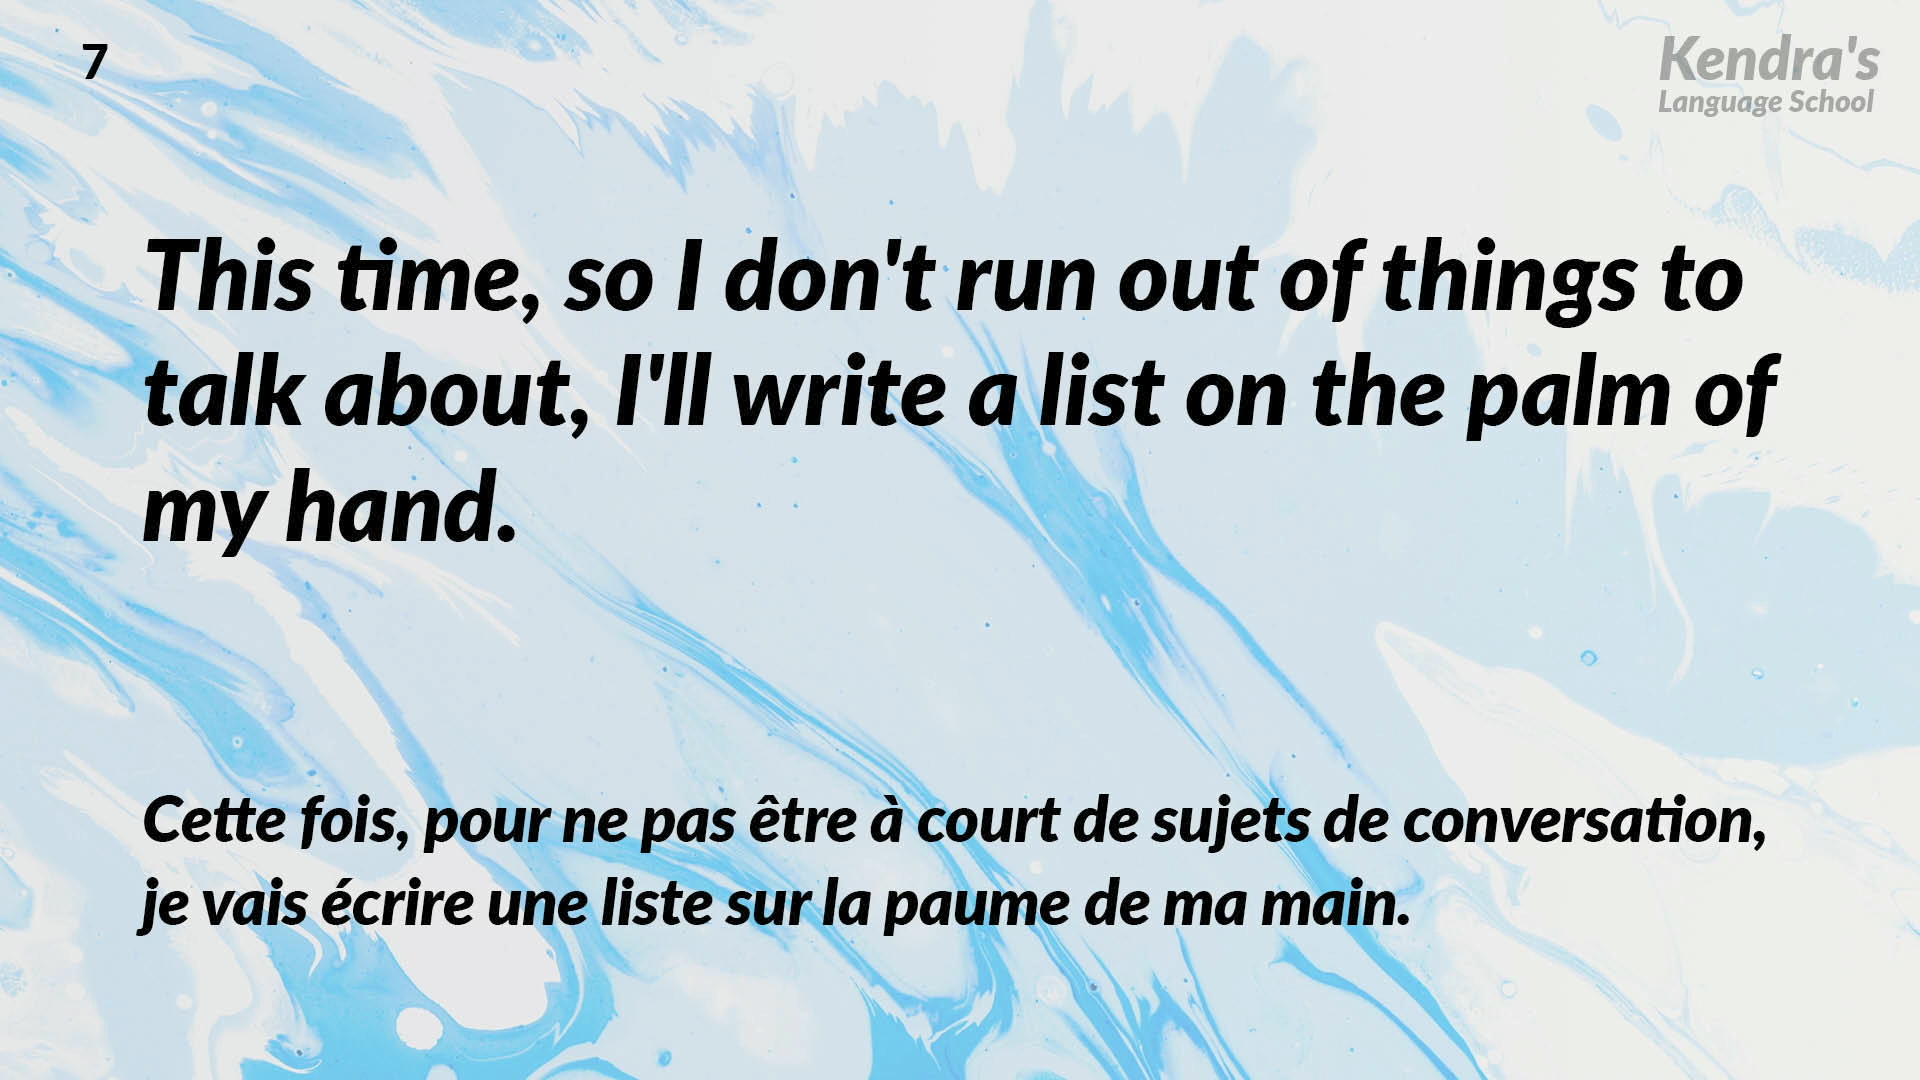 7
Kendra's
Language School
This time, so I don't run out of things to
talk about, I'll write a list on the palm of
my hand.
Cette fois, pour ne pas être à court de sujets de conversation,
je vais écrire une liste sur la paume de ma main.